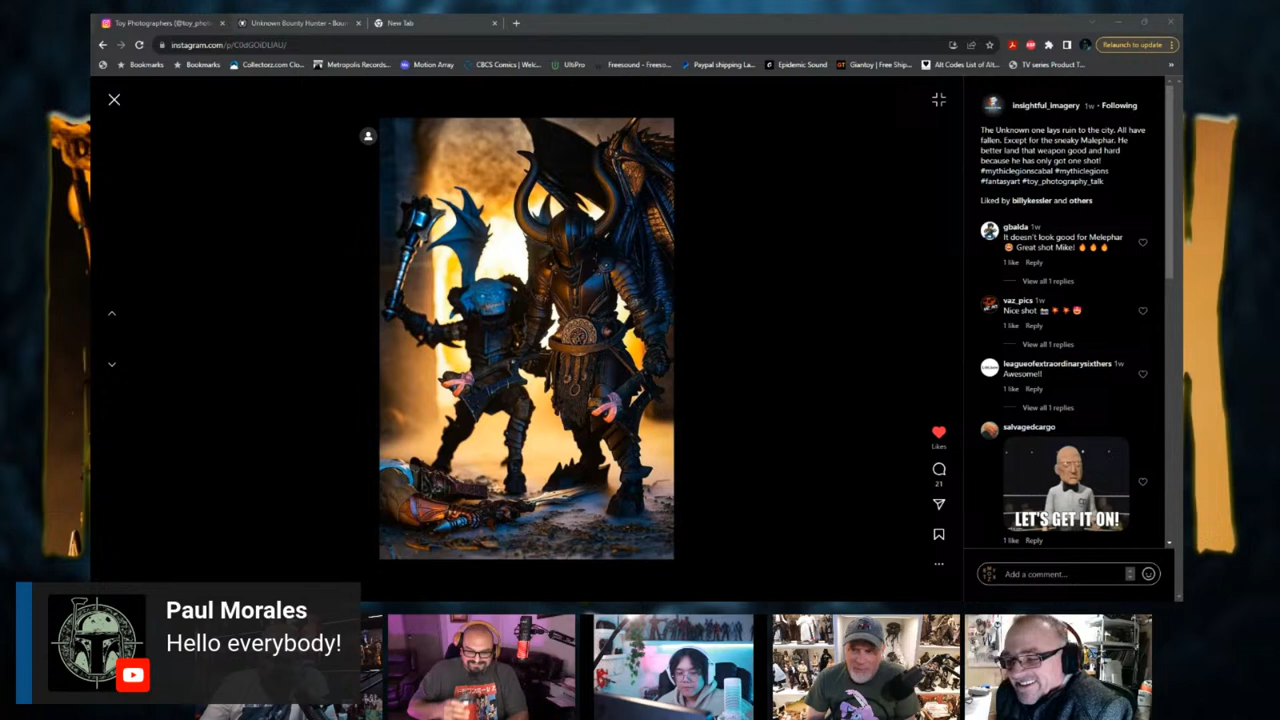 Toy Photographers (@toy_phot
Unknown Bounty Hunter - Boun
New Tab
instagram.com/p/C0dGOiDLlAU/
Relaunch to update
Bookmarks
Bookmarks
Collectorz.com Clo...
Metropolis Records...
Motion Array
CBCS Comics | Welc...
UltiPro
Freesound - Freeso...
Paypal shipping La...
Epidemic Sound
Giantoy | Free Ship...
Alt Codes List of Alt...
TV series Product T...
insightful_imagery 1w • Following
The Unknown one lays ruin to the city. All have
fallen. Except for the sneaky Malephar. He
better land that weapon good and hard
because he has only got one shot!
#mythiclegionscabal #mythiclegions
#fantasyart #toy_photography_talk
Liked by billykessler and others
gbalda 1w
It doesn't look good for Melephar
Great shot Mike!
1 like Reply
View all 1 replies
vaz_pics 1w
Nice shot
1 like Reply
View all 1 replies
leagueofextraordinarysixthers 1w
Awesome!!
1 like Reply
View all 1 replies
salvagedcargo
LET'S GET IT ON!
1 like Reply
Likes
21
Add a comment...
Paul Morales
Hello everybody!